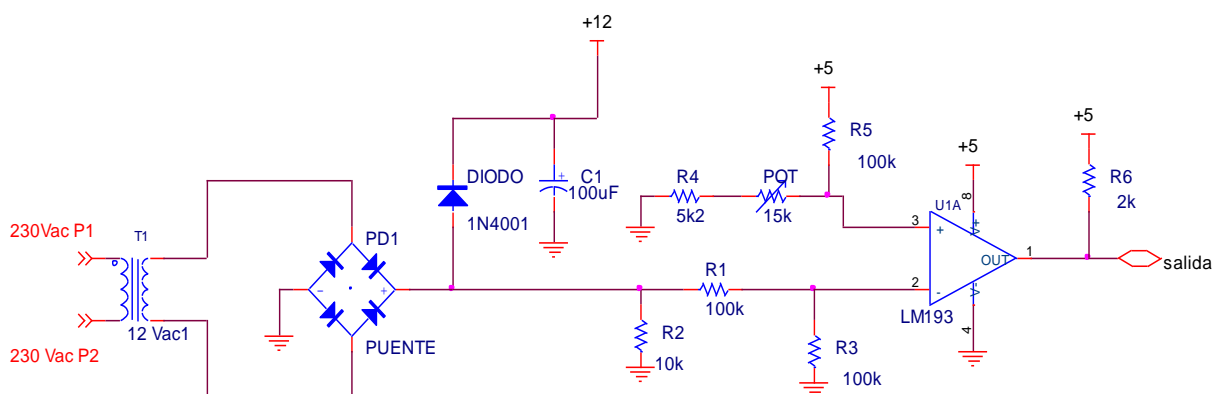 +12
+5
R5
100k
+5
+5
R6
2k
DIODO
1N4001
C1
+
100uF
R4
5k2
POT
15k
U1A
8
V+
3
+
OUT
1
salida
2
-
V-
4
LM193
230Vac P1
T1
PD1
-
+
R1
100k
230 Vac P2
12 Vac1
PUENTE
R2
10k
R3
100k